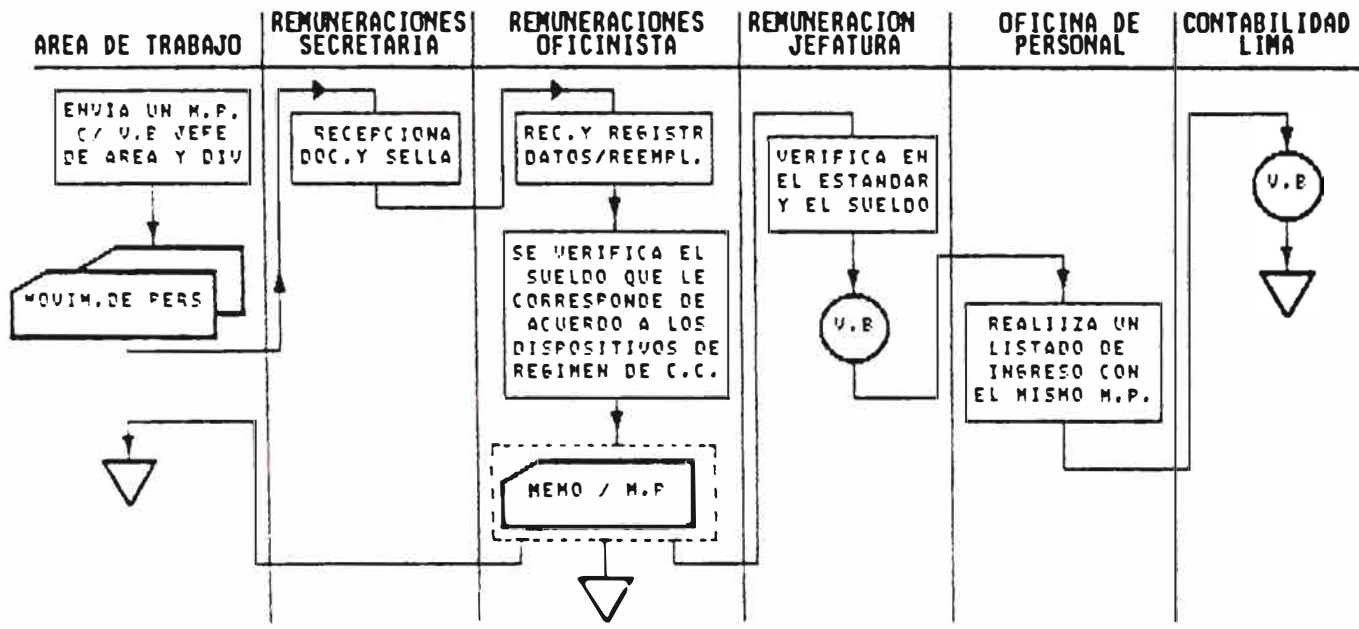 AREA DE TRABAJO
REMUNERACIONES
SECRETARIA
REMUNERACIONES
OFICINISTA
REMUNERACION
JEFATURA
OFICINA DE
PERSONAL
CONTABILIDAD
LIMA
ENVIA UN M.P.
C/ V.B JEFE
DE AREA Y DIV
MOVIM.DE PERS
RECEPCIONA
DOC.Y SELLA
REC.Y REGISTR
DATOS/REEMPL.
SE VERIFICA EL
SUELDO QUE LE
CORRESPONDE DE
ACUERDO A LOS
DISPOSITIVOS DE
REGIMEN DE C.C.
MEMO / M.P
VERIFICA EN
EL ESTANDAR
Y EL SUELDO
V.B
REALIIZA UN
LISTADO DE
INGRESO CON
EL MISMO M.P.
V.B